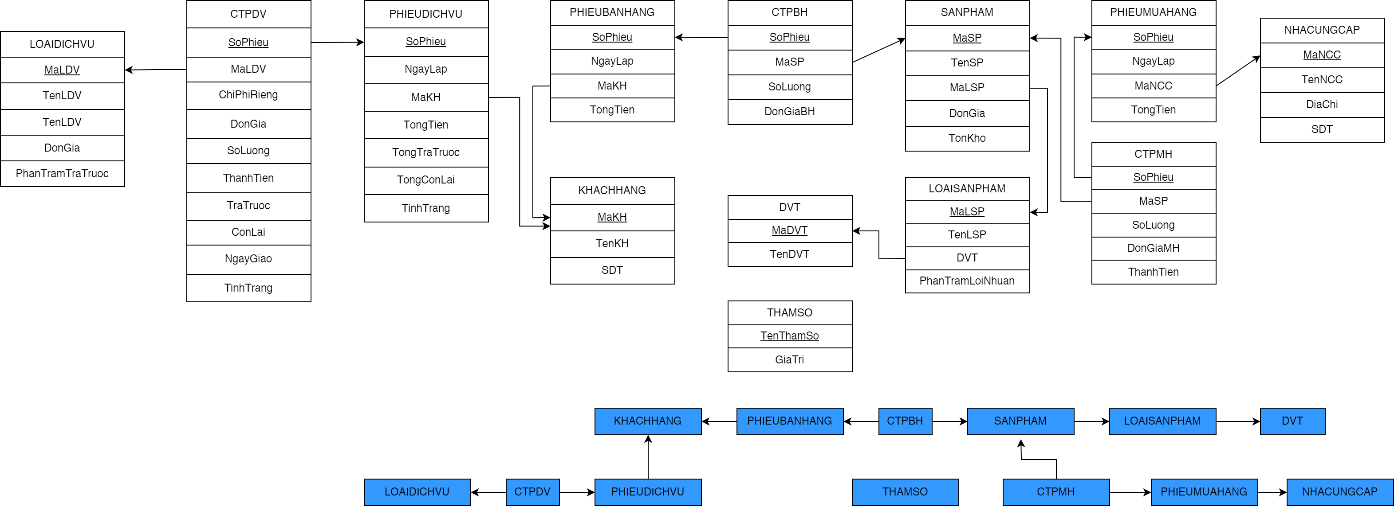 LOAIDICHVU
MaLDV
TenLDV
TenLDV
DonGia
PhanTramTraTruoc
CTPDV
SoPhieu
MaLDV
ChiPhiRieng
DonGia
SoLuong
ThanhTien
TraTruoc
ConLai
NgayGiao
TinhTrang
PHIEUDICHVU
SoPhieu
NgayLap
MaKH
TongTien
TongTraTruoc
TongConLai
TinhTrang
PHIEUBANHANG
SoPhieu
NgayLap
MaKH
TongTien
KHACHHANG
MaKH
TenKH
SDT
CTPBH
SoPhieu
MaSP
SoLuong
DonGiaBH
DVT
MaDVT
TenDVT
THAMSO
TenThamSo
GiaTri
SANPHAM
MaSP
TenSP
MaLSP
DonGia
TonKho
LOAISANPHAM
MaLSP
TenLSP
DVT
PhanTramLoiNhuan
PHIEUMUAHANG
SoPhieu
NgayLap
MaNCC
TongTien
CTPMH
SoPhieu
MaSP
SoLuong
DonGiaMH
ThanhTien
NHACUNGCAP
MaNCC
TenNCC
DiaChi
SDT
KHACHHANG
PHIEUBANHANG
CTPBH
SANPHAM
LOAISANPHAM
DVT
LOAIDICHVU
CTPDV
PHIEUDICHVU
THAMSO
CTPMH
PHIEUMUAHANG
NHACUNGCAP